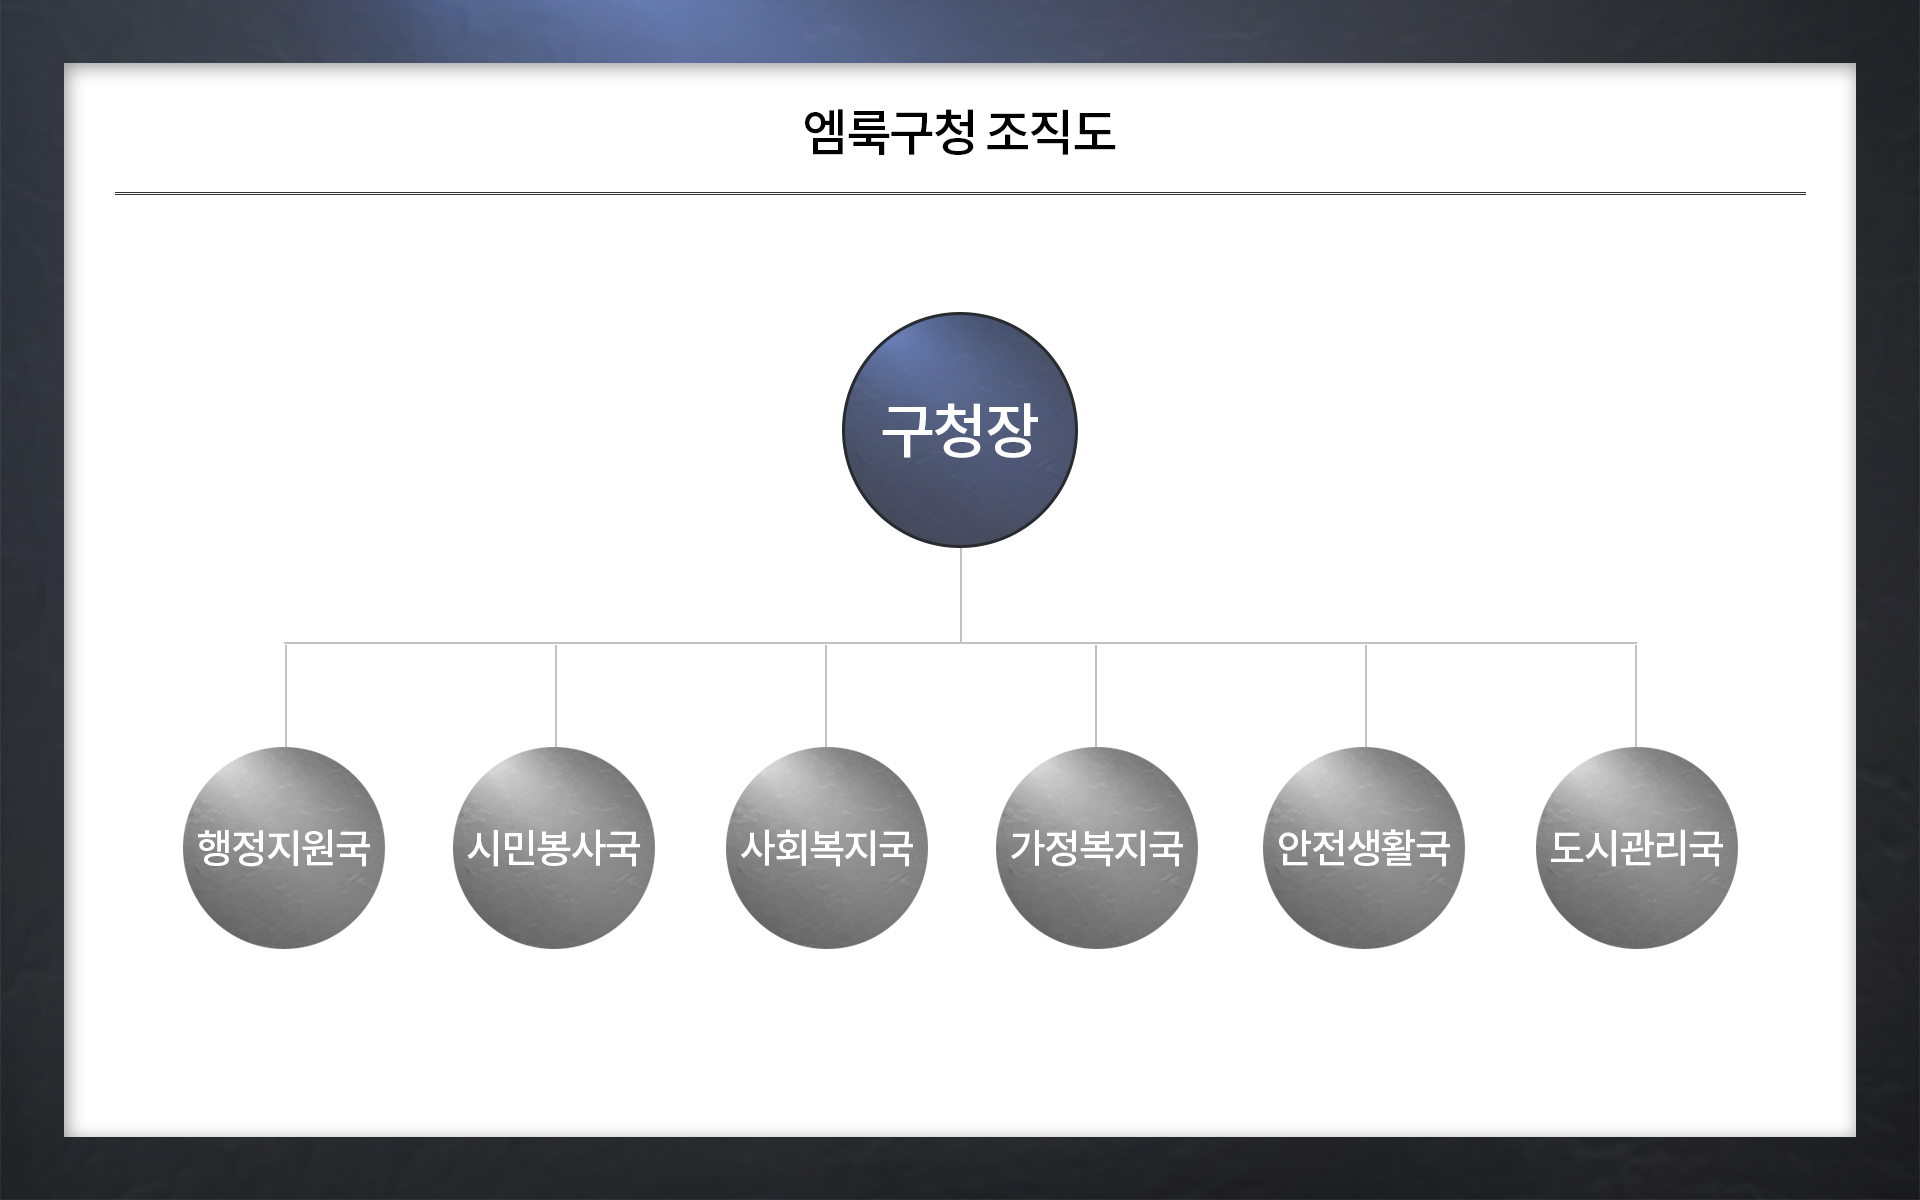 엠룩구청 조직도
구청장
행정지원국
시민봉사국
사회복지국
가정복지국
안전생활국
도시관리국